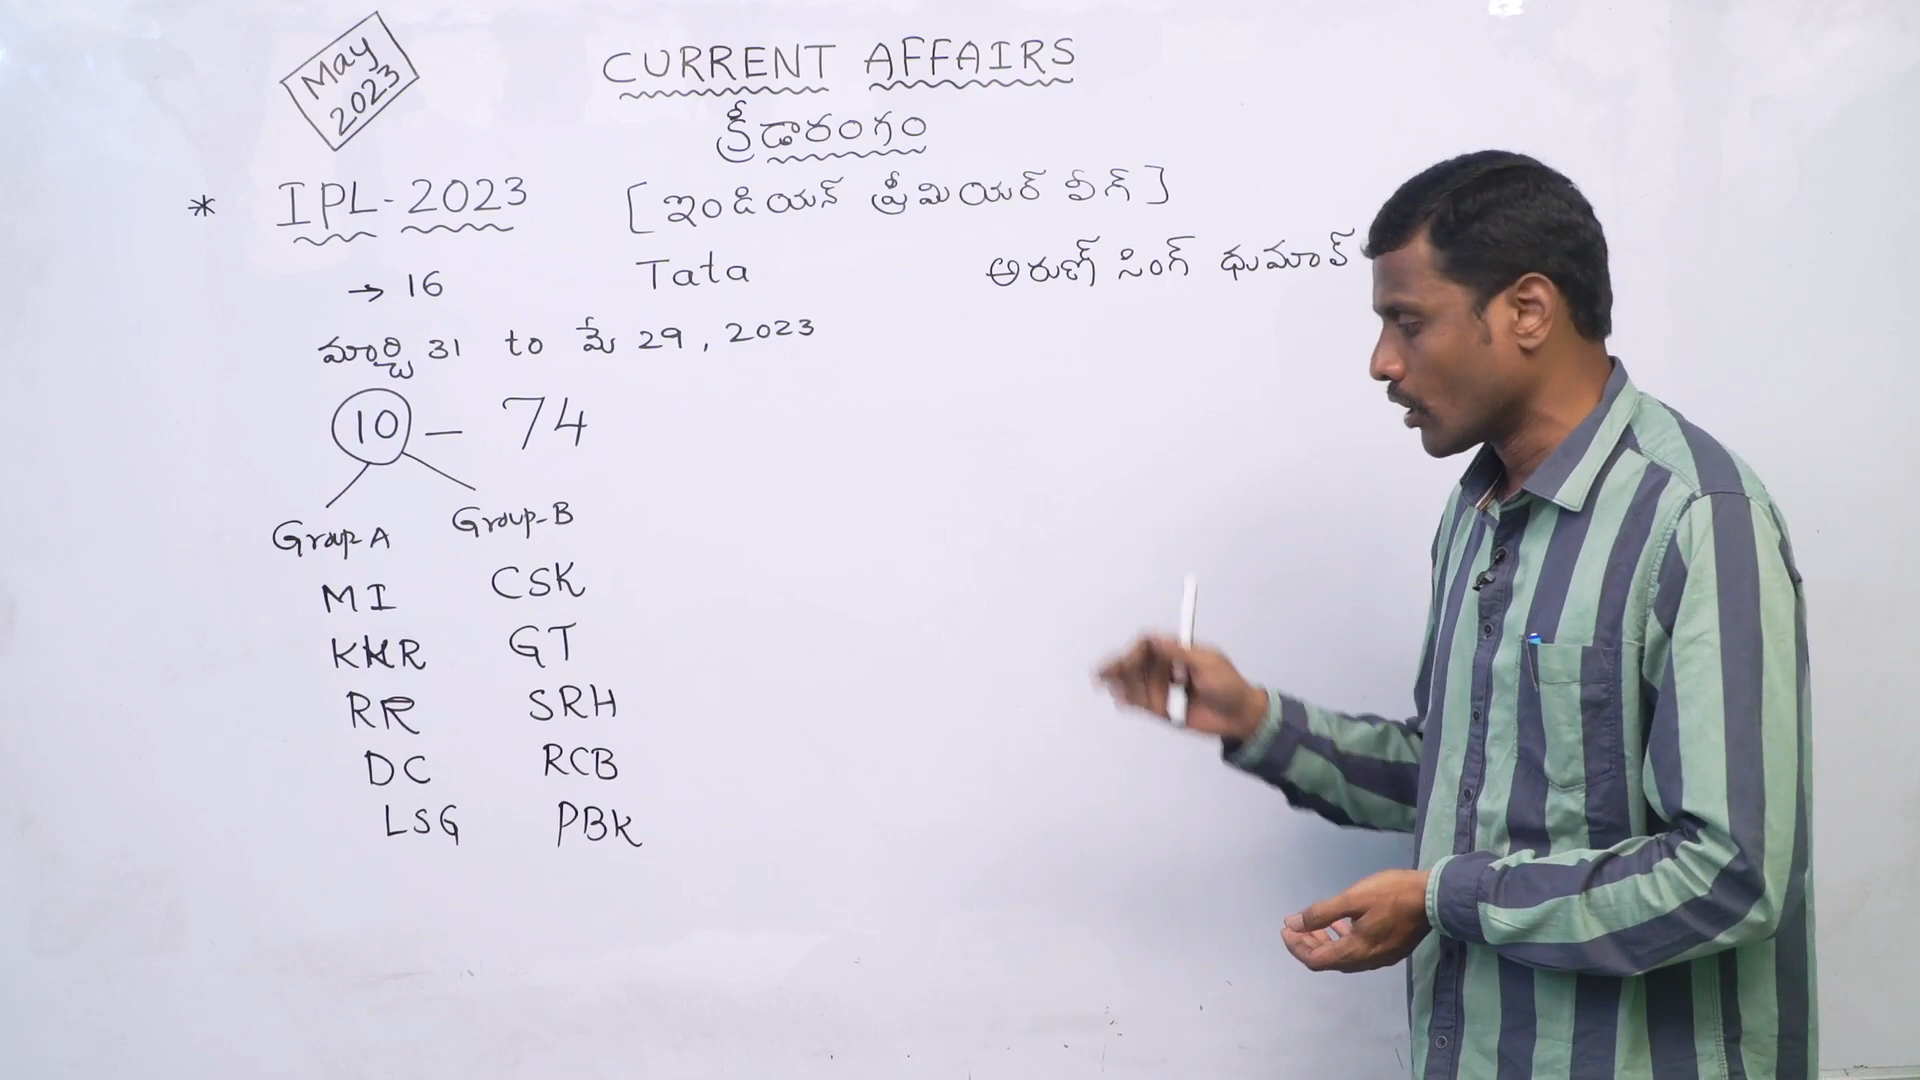 May
2023
CURRENT AFFAIRS
క్రీడారంగం
* IPL-2023 [ఇండియన్ ప్రీమియర్ లీగ్]
→ 16 Tata అరుణ్ సింగ్ ధుమాల్
మార్చి 31 to మే 29, 2023
10 - 74
Group A Group-B
MI CSK
KKR GT
RR SRH
DC RCB
LSG PBK